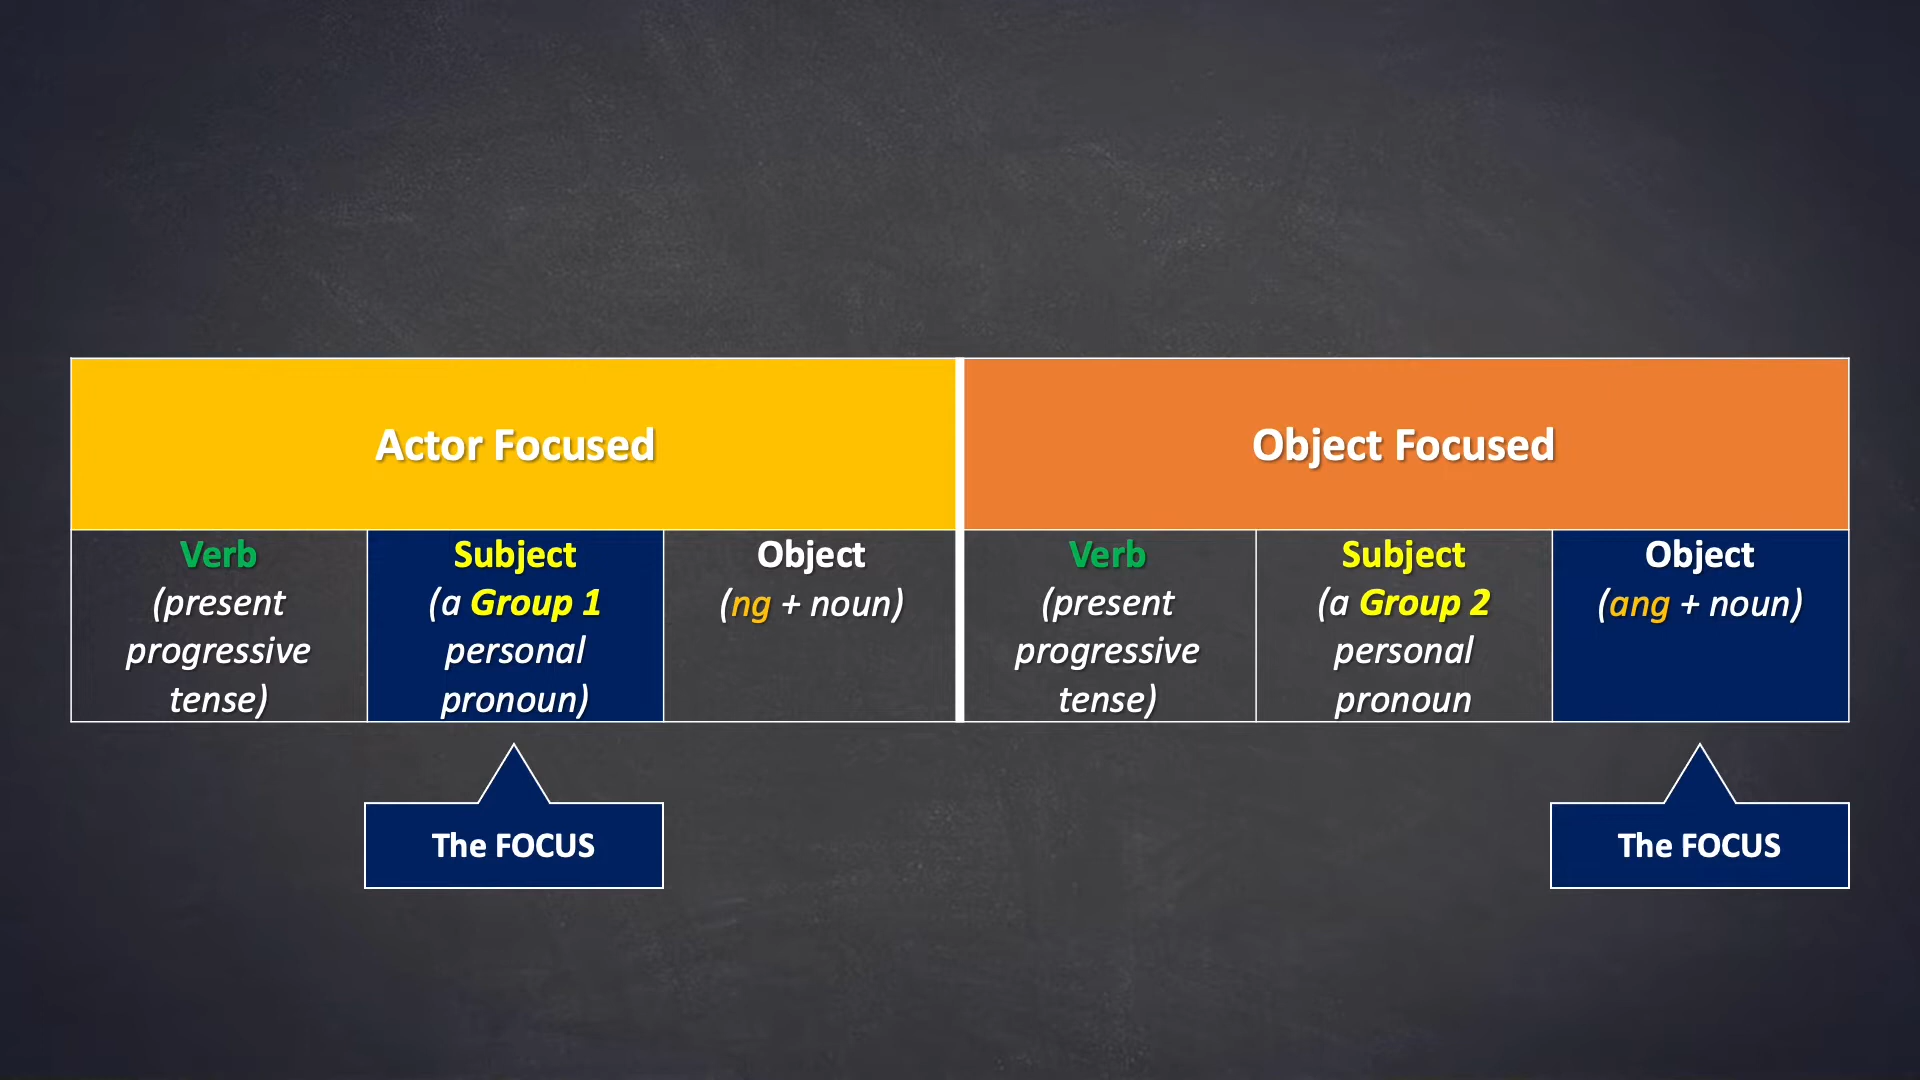 Actor Focused
Object Focused
Verb
(present
progressive
tense)
Subject
(a Group 1
personal
pronoun)
Object
(ng + noun)
Verb
(present
progressive
tense)
Subject
(a Group 2
personal
pronoun
Object
(ang + noun)
The FOCUS
The FOCUS